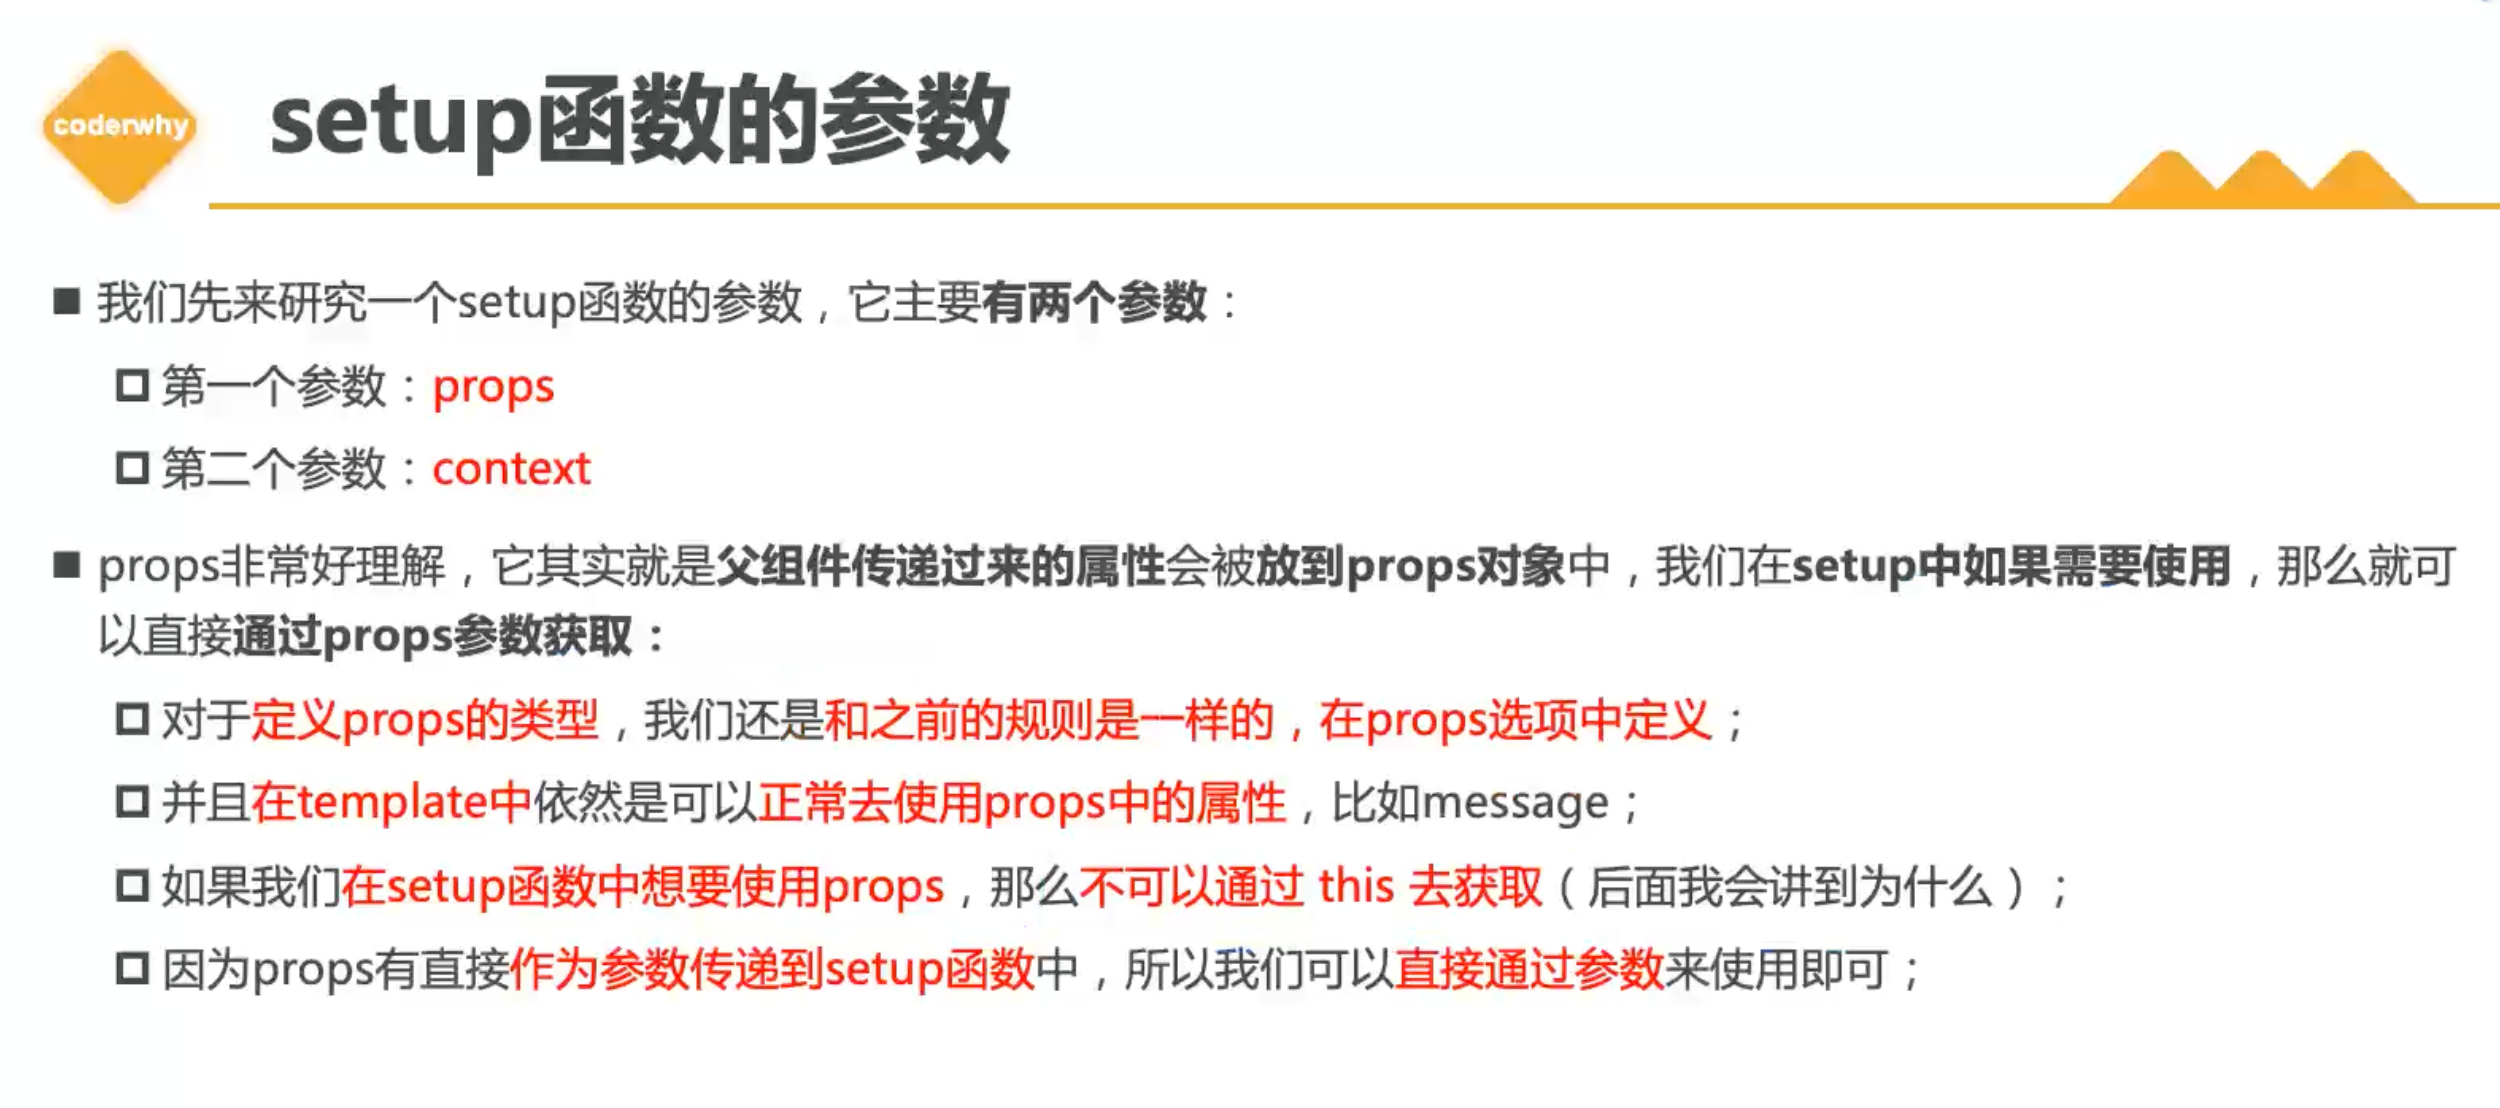 coderwhy
setup函数的参数
我们先来研究一个setup函数的参数，它主要有两个参数：
第一个参数：props
第二个参数：context
props非常好理解，它其实就是父组件传递过来的属性会被放到props对象中，我们在setup中如果需要使用，那么就可
以直接通过props参数获取：
对于定义props的类型，我们还是和之前的规则是一样的，在props选项中定义；
并且在template中依然是可以正常去使用props中的属性，比如message；
如果我们在setup函数中想要使用props，那么不可以通过 this 去获取（后面我会讲到为什么）；
因为props有直接作为参数传递到setup函数中，所以我们可以直接通过参数来使用即可；